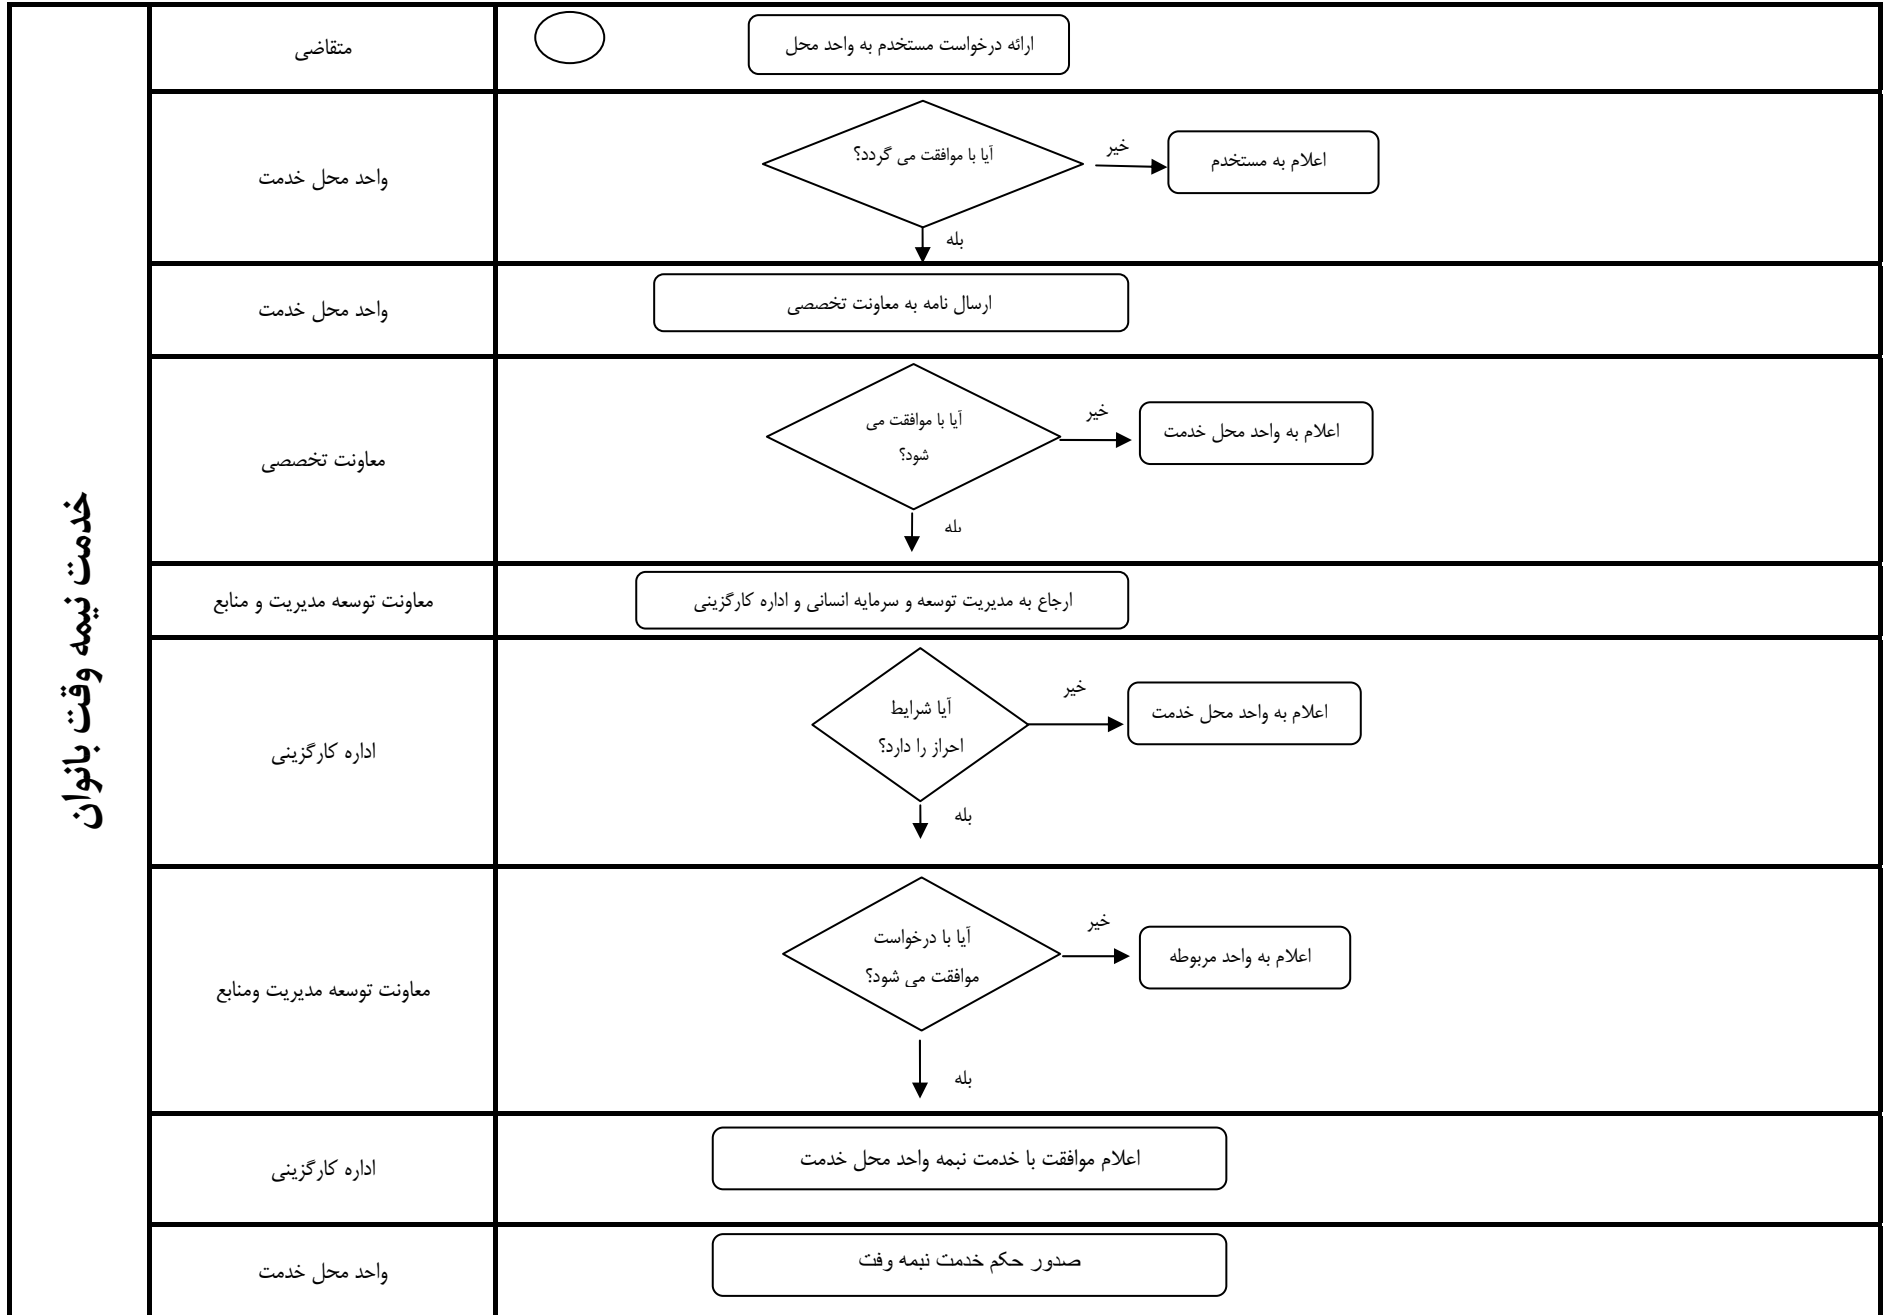 خدمت نیمه وقت بانوان
متقاضی
ارائه درخواست مستخدم به واحد محل
واحد محل خدمت
آیا با موافقت می گردد؟
خیر
اعلام به مستخدم
بله
واحد محل خدمت
ارسال نامه به معاونت تخصصی
معاونت تخصصی
آیا با موافقت می
شود؟
خیر
اعلام به واحد محل خدمت
بله
معاونت توسعه مدیریت و منابع
ارجاع به مدیریت توسعه و سرمایه انسانی و اداره کارگزینی
اداره کارگزینی
آیا شرایط
احراز را دارد؟
خیر
اعلام به واحد محل خدمت
بله
معاونت توسعه مدیریت ومنابع
آیا با درخواست
موافقت می شود؟
خیر
اعلام به واحد مربوطه
بله
اداره کارگزینی
اعلام موافقت با خدمت نبمه واحد محل خدمت
واحد محل خدمت
صدور حکم خدمت نبمه وفت